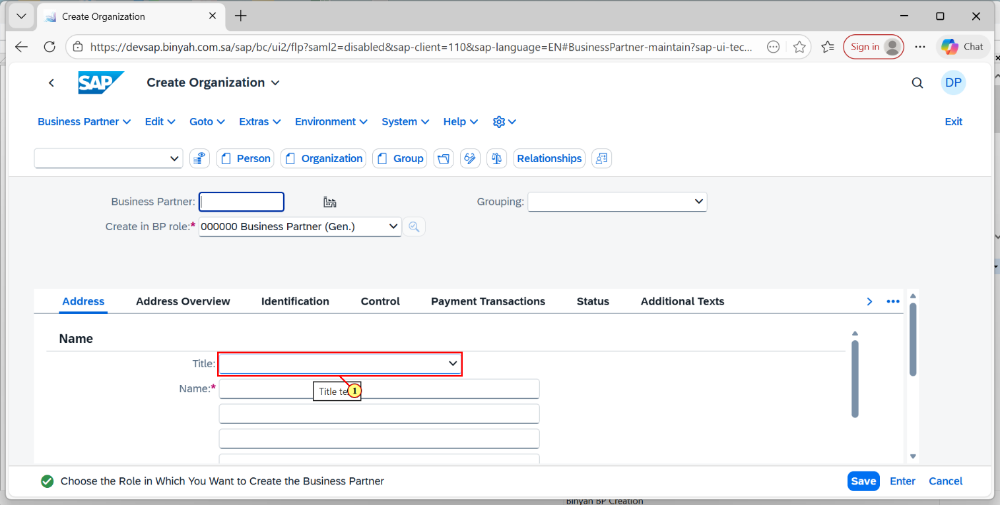 Create Organization
https://devsap.binyah.com.sa/sap/bc/ui2/flp?saml2=disabled&sap-client=110&sap-language=EN#BusinessPartner-maintain?sap-ui-tec...
Sign in
Chat
SAP
Create Organization
DP
Business Partner
Edit
Goto
Extras
Environment
System
Help
Exit
Person
Organization
Group
Relationships
Business Partner:
Grouping:
Create in BP role:*
000000 Business Partner (Gen.)
Address
Address Overview
Identification
Control
Payment Transactions
Status
Additional Texts
Name
Title:
Name:*
Title
1
Choose the Role in Which You Want to Create the Business Partner
Save
Enter
Cancel
Binyah BP Creation